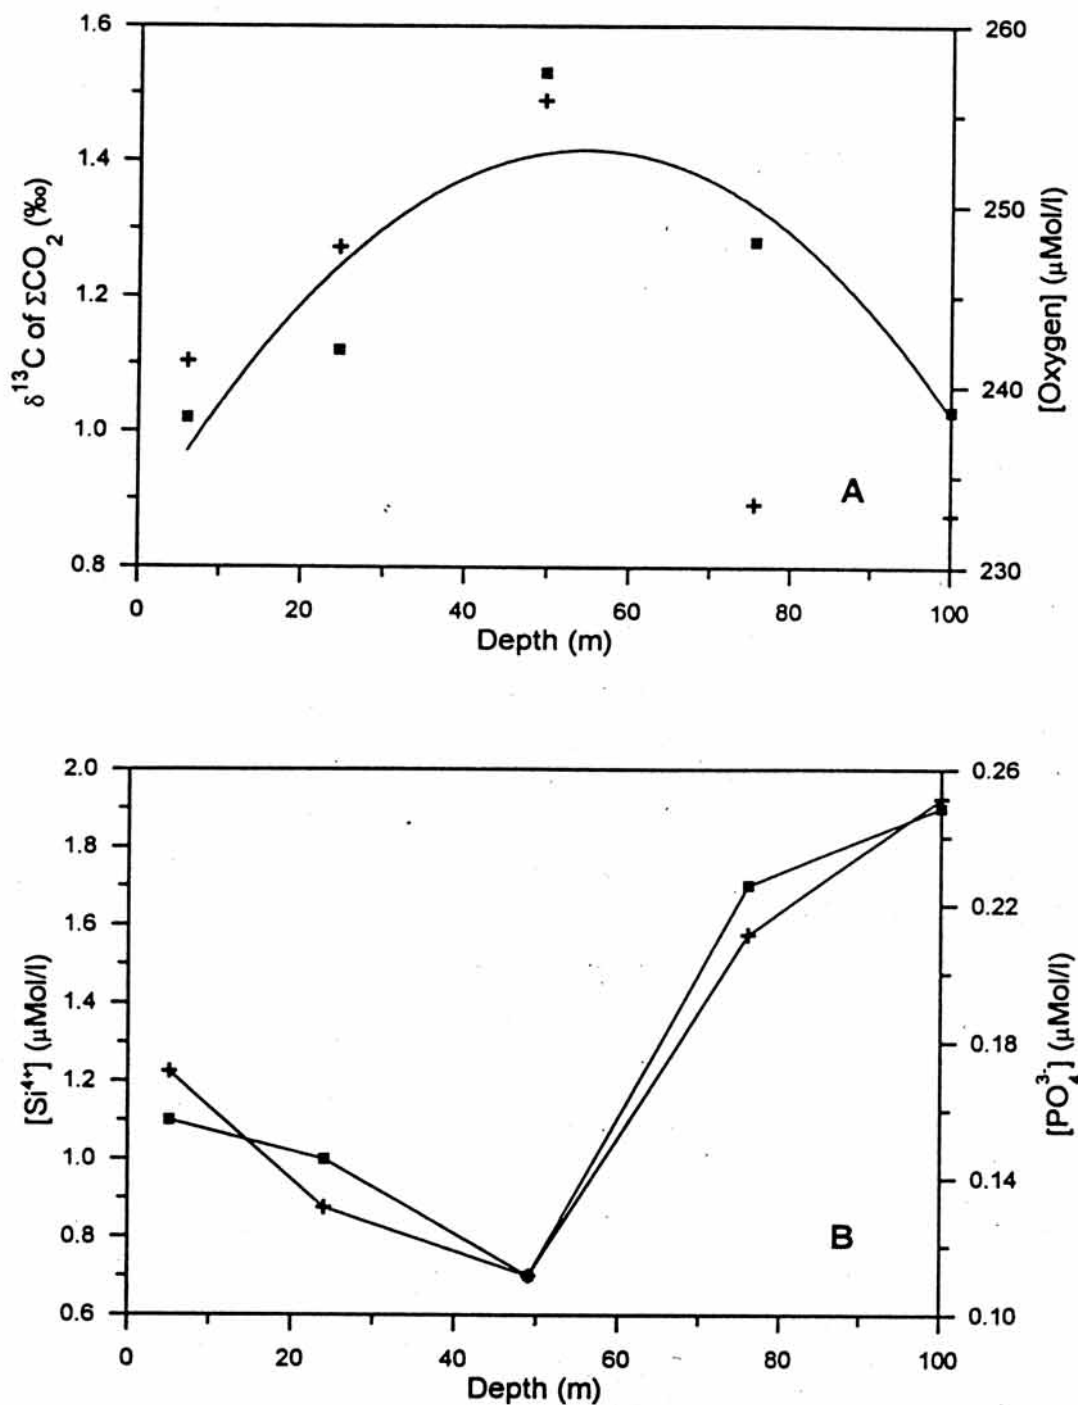 1.6
1.4
1.2
1.0
0.8
δ¹³C of ΣCO₂ (‰)
260
250
240
230
[Oxygen] (μMol/l)
A
0 20 40 60 80 100
Depth (m)
2.0
1.8
1.6
1.4
1.2
1.0
0.8
0.6
[Si⁴⁺] (μMol/l)
0.26
0.22
0.18
0.14
0.10
[PO₄³⁻] (μMol/l)
B
0 20 40 60 80 100
Depth (m)